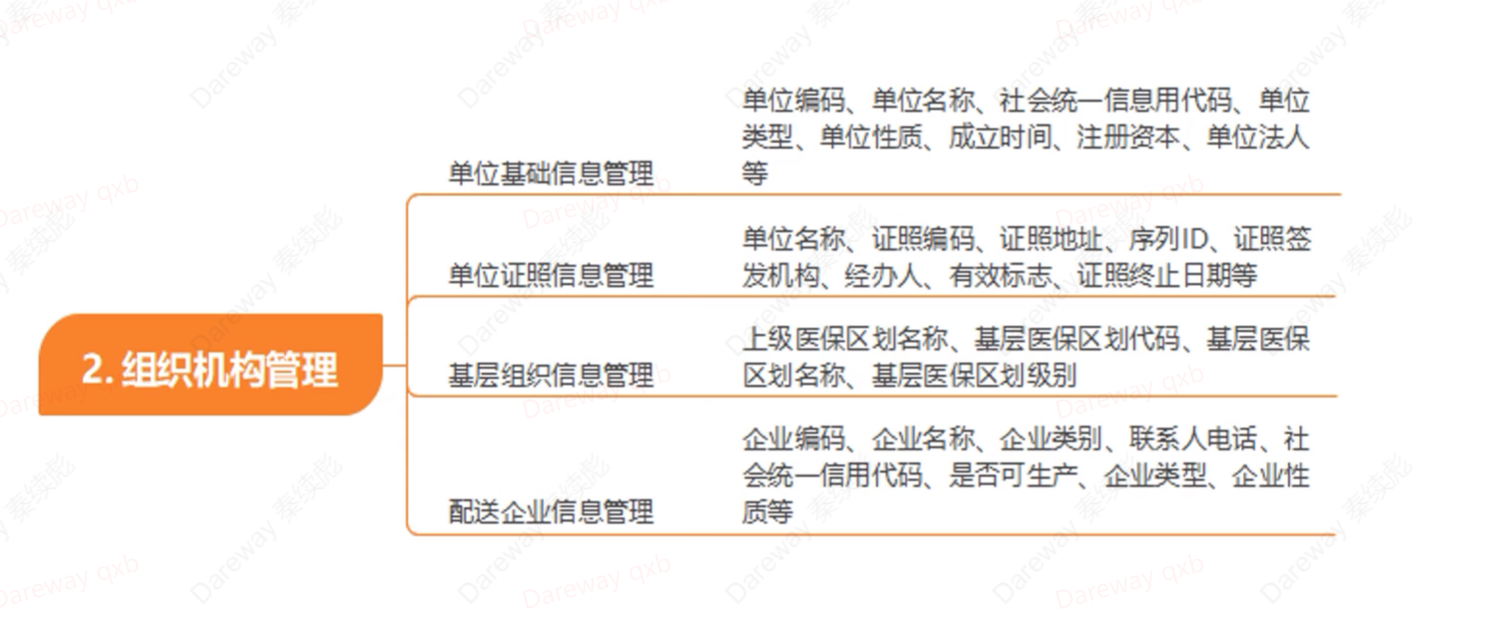 单位编码、单位名称、社会统一信息用代码、单位
类型、单位性质、成立时间、注册资本、单位法人
等
单位基础信息管理
单位名称、证照编码、证照地址、序列ID、证照签
发机构、经办人、有效标志、证照终止日期等
单位证照信息管理
2. 组织机构管理
上级医保区划名称、基层医保区划代码、基层医保
区划名称、基层医保区划级别
基层组织信息管理
企业编码、企业名称、企业类别、联系人电话、社
会统一信用代码、是否可生产、企业类型、企业性
质等
配送企业信息管理
Dareway qxb
Dareway 秦续彪